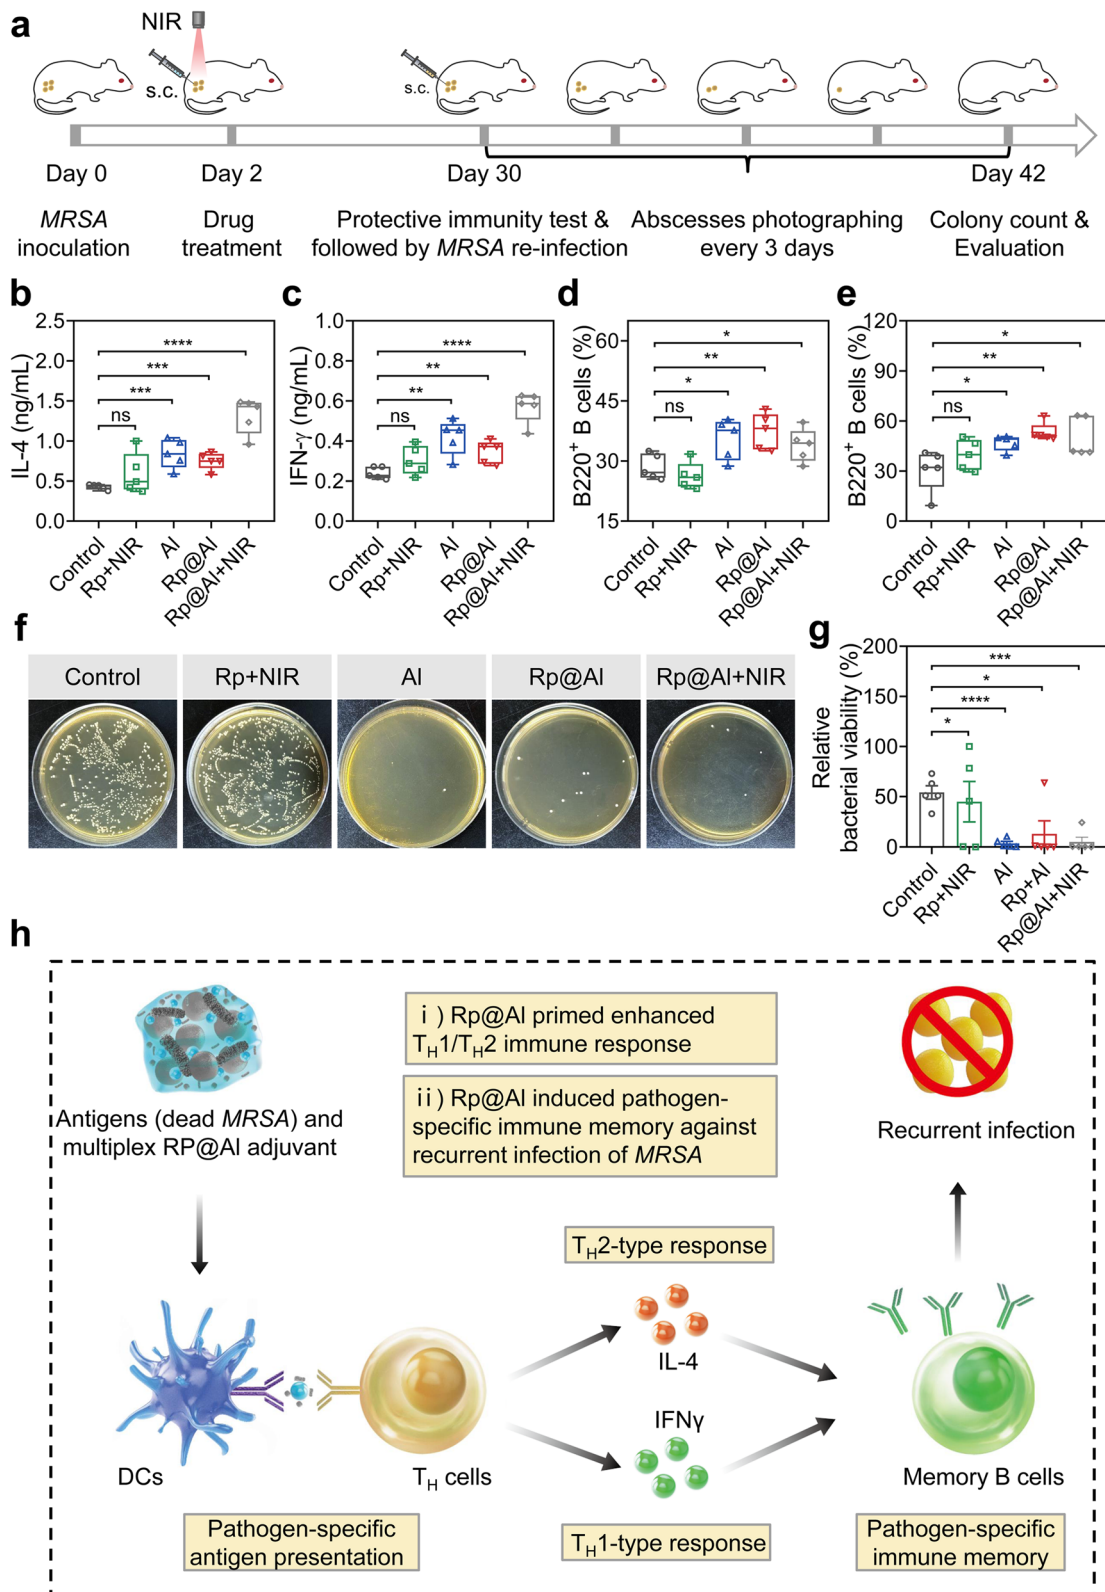 a
NIR
s.c.
s.c.
Day 0
Day 2
Day 30
Day 42
MRSA
inoculation
Drug
treatment
Protective immunity test &
followed by MRSA re-infection
Abscesses photographing
every 3 days
Colony count &
Evaluation
b
IL-4 (ng/mL)
2.5
2.0
1.5
1.0
0.5
0.0
ns
***
***
****
Control
Rp+NIR
Al
Rp@Al
Rp@Al+NIR
c
IFN-γ (ng/mL)
1.0
0.8
0.6
0.4
0.2
0.0
ns
**
**
****
Control
Rp+NIR
Al
Rp@Al
Rp@Al+NIR
d
B220+ B cells (%)
60
45
30
15
ns
*
**
*
Control
Rp+NIR
Al
Rp@Al
Rp@Al+NIR
e
B220+ B cells (%)
120
90
60
30
0
ns
*
**
*
Control
Rp+NIR
Al
Rp@Al
Rp@Al+NIR
f
Control
Rp+NIR
Al
Rp@Al
Rp@Al+NIR
g
Relative
bacterial viability (%)
200
150
100
50
0
*
****
*
***
Control
Rp+NIR
Al
Rp+Al
Rp@Al+NIR
h
Antigens (dead MRSA) and
multiplex RP@Al adjuvant
i ) Rp@Al primed enhanced
TH1/TH2 immune response
ii ) Rp@Al induced pathogen-
specific immune memory against
recurrent infection of MRSA
Recurrent infection
TH2-type response
IL-4
IFNγ
DCs
TH cells
Memory B cells
Pathogen-specific
antigen presentation
TH1-type response
Pathogen-specific
immune memory